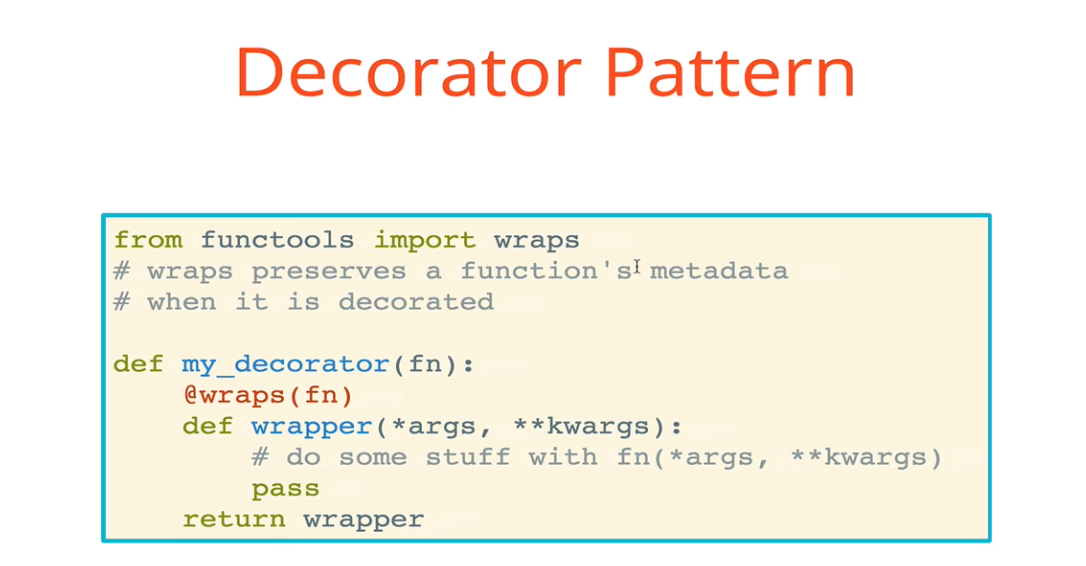 Decorator Pattern
from functools import wraps
# wraps preserves a function's metadata
# when it is decorated
def my_decorator(fn):
    @wraps(fn)
    def wrapper(*args, **kwargs):
        # do some stuff with fn(*args, **kwargs)
        pass
    return wrapper